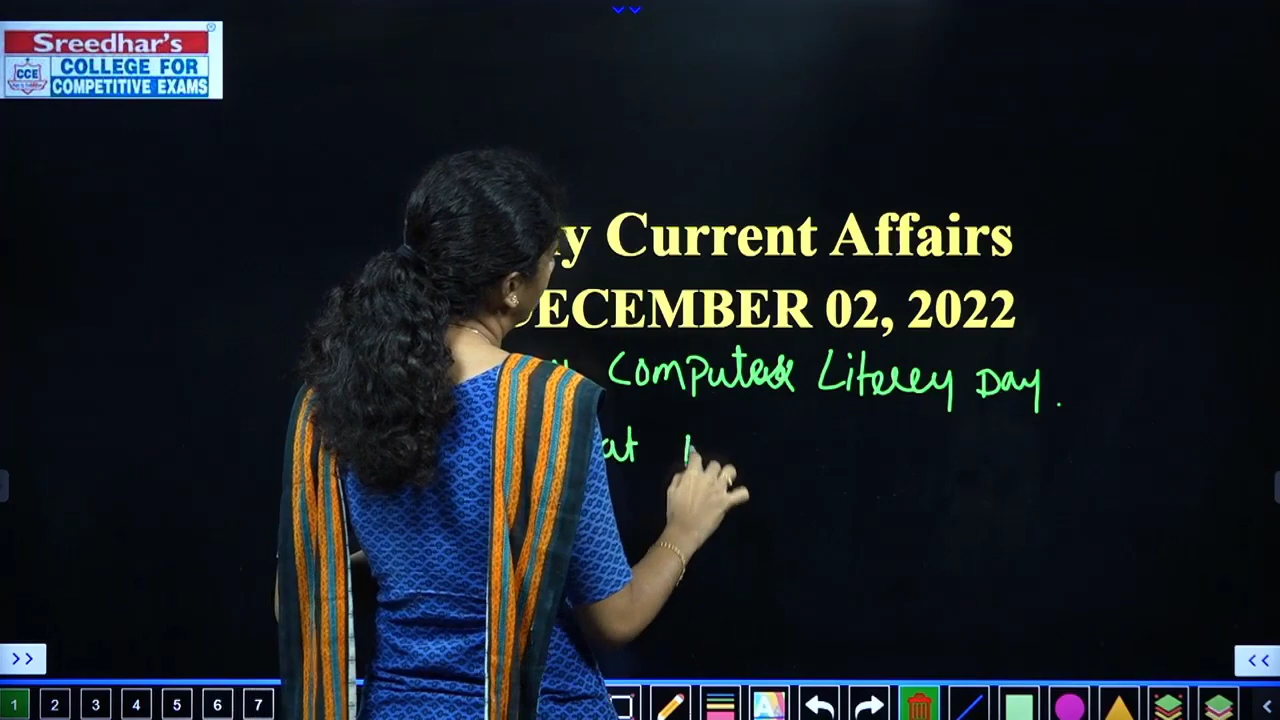 Sreedhar's
CCE
COLLEGE FOR
COMPETITIVE EXAMS
y Current Affairs
ECEMBER 02, 2022
Computer Literey Day.
at
1 2 3 4 5 6 7